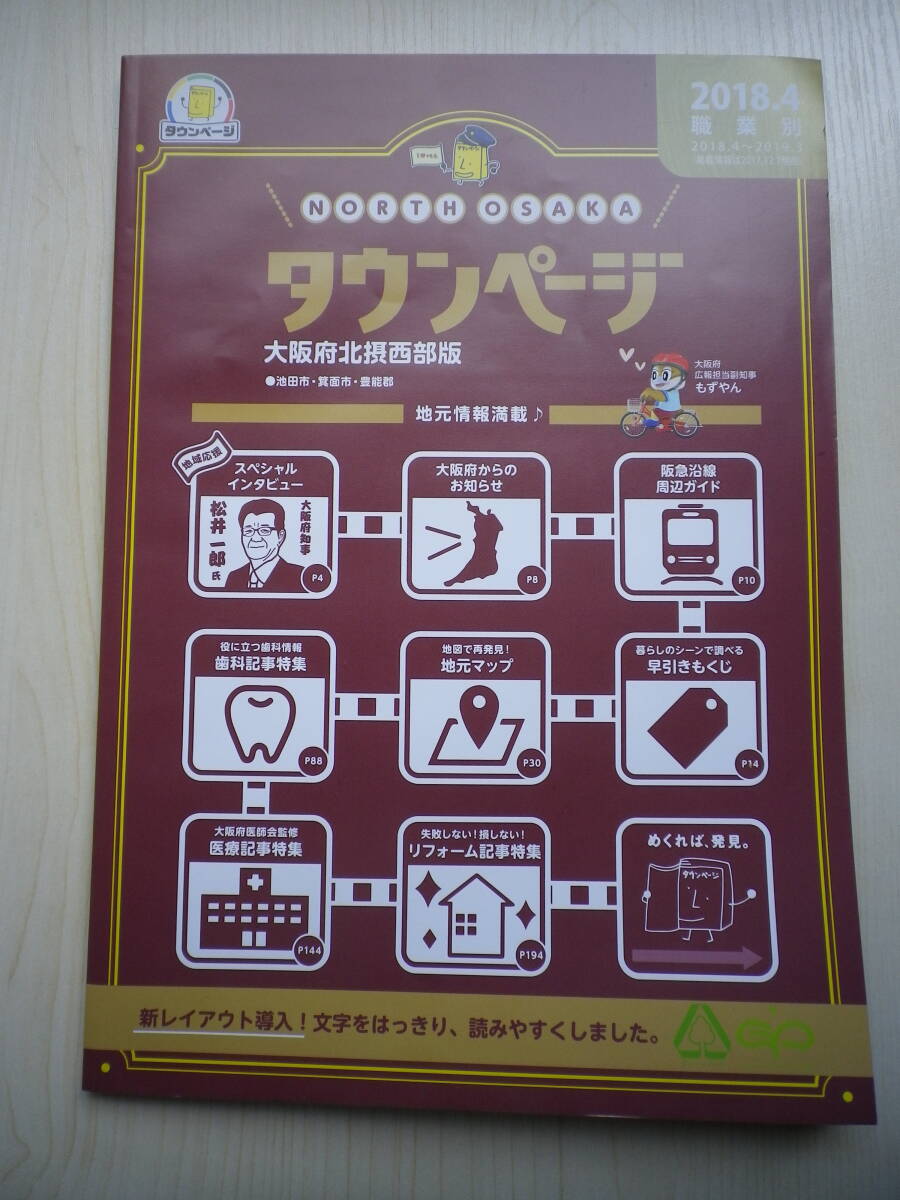 タウンページ
2018.4
職業別
2018.4～2019.3
タウンページ
NORTH OSAKA
タウンページ
大阪府北摂西部版
●池田市・箕面市・豊能郡
大阪府
広報担当副知事
もずやん
地元情報満載♪
地域応援
スペシャル
インタビュー
大阪府知事
松井一郎氏
P4
大阪府からの
お知らせ
P8
阪急沿線
周辺ガイド
P10
役に立つ歯科情報
歯科記事特集
P88
地図で再発見！
地元マップ
P30
暮らしのシーンで調べる
早引きもくじ
P14
大阪府医師会監修
医療記事特集
P144
失敗しない！損しない！
リフォーム記事特集
P194
めくれば、発見。
タウンページ
新レイアウト導入！文字をはっきり、読みやすくしました。